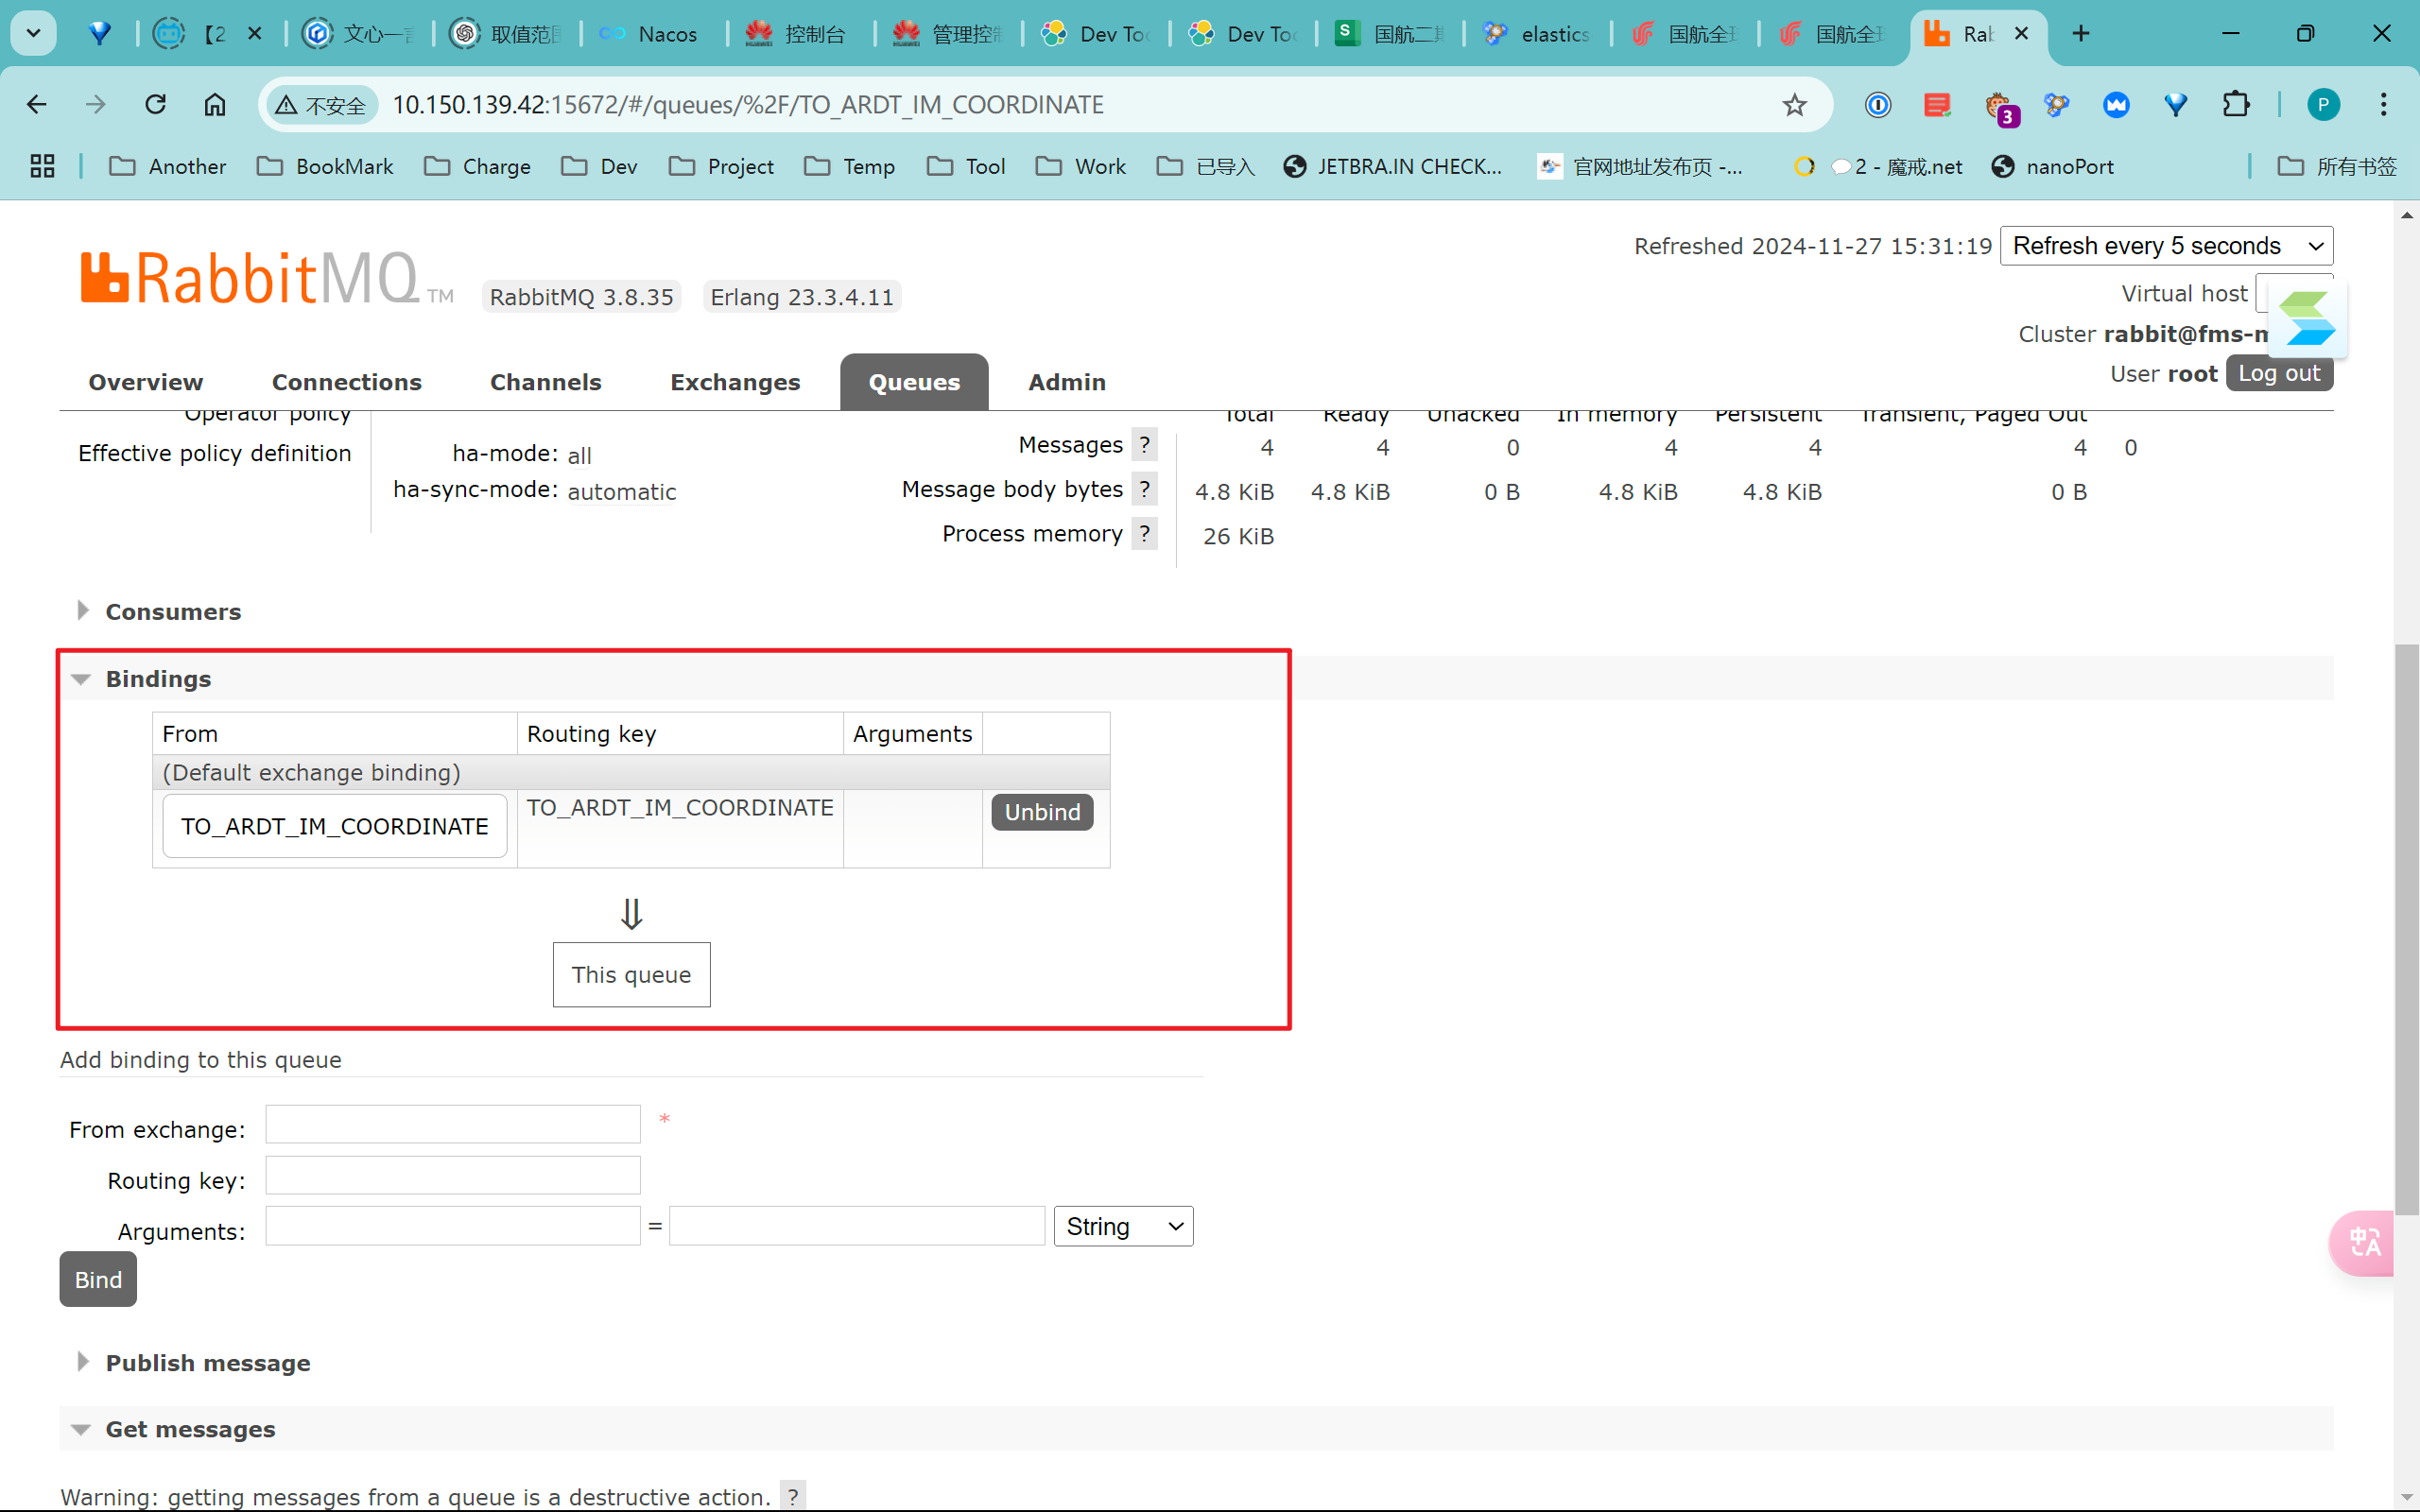 【2
文心一言
取值范围
Nacos
控制台
管理控制
Dev Too
Dev Too
国航二期
elastics
国航全球
国航全球
Rab
不安全
10.150.139.42:15672/#/queues/%2F/TO_ARDT_IM_COORDINATE
3
P
Another
BookMark
Charge
Dev
Project
Temp
Tool
Work
已导入
JETBRA.IN CHECK...
官网地址发布页 -...
2 - 魔戒.net
nanoPort
所有书签
RabbitMQ TM
RabbitMQ 3.8.35
Erlang 23.3.4.11
Refreshed 2024-11-27 15:31:19
Refresh every 5 seconds
Virtual host
Cluster rabbit@fms-m
User root
Log out
Overview
Connections
Channels
Exchanges
Queues
Admin
Operator policy
Effective policy definition
ha-mode: all
ha-sync-mode: automatic
Total Ready Unacked In memory Persistent Transient, Paged Out
Messages ? 4 4 0 4 4 4 0
Message body bytes ? 4.8 KiB 4.8 KiB 0 B 4.8 KiB 4.8 KiB 0 B
Process memory ? 26 KiB
Consumers
Bindings
From Routing key Arguments
(Default exchange binding)
TO_ARDT_IM_COORDINATE TO_ARDT_IM_COORDINATE Unbind
⇓
This queue
Add binding to this queue
From exchange: *
Routing key:
Arguments: = String
Bind
Publish message
Get messages
Warning: getting messages from a queue is a destructive action. ?